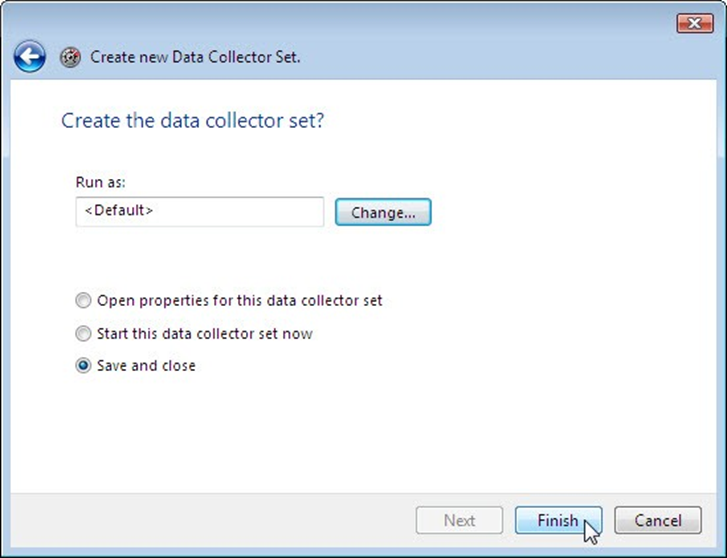 Create new Data Collector Set.
Create the data collector set?
Run as:
<Default>
Change...
Open properties for this data collector set
Start this data collector set now
Save and close
Next
Finish
Cancel